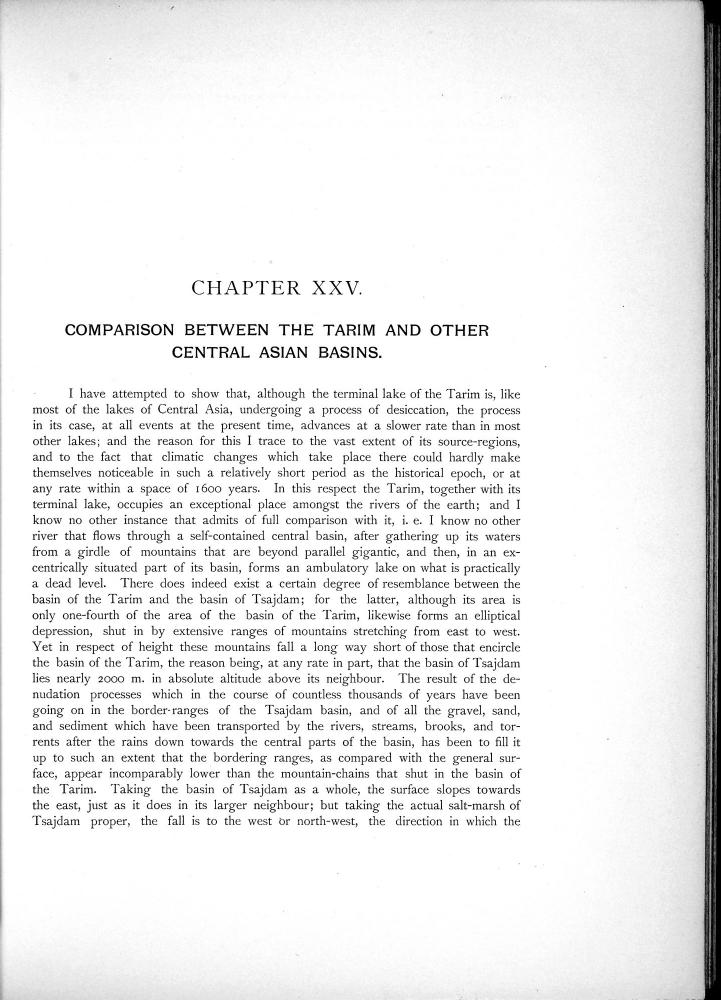 CHAPTER XXV.
COMPARISON BETWEEN THE TARIM AND OTHER
CENTRAL ASIAN BASINS.
I have attempted to show that, although the terminal lake of the Tarim is, like
most of the lakes of Central Asia, undergoing a process of desiccation, the process
in its case, at all events at the present time, advances at a slower rate than in most
other lakes; and the reason for this I trace to the vast extent of its source-regions,
and to the fact that climatic changes which take place there could hardly make
themselves noticeable in such a relatively short period as the historical epoch, or at
any rate within a space of 1600 years. In this respect the Tarim, together with its
terminal lake, occupies an exceptional place amongst the rivers of the earth; and I
know no other instance that admits of full comparison with it, i. e. I know no other
river that flows through a self-contained central basin, after gathering up its waters
from a girdle of mountains that are beyond parallel gigantic, and then, in an ex-
centrically situated part of its basin, forms an ambulatory lake on what is practically
a dead level. There does indeed exist a certain degree of resemblance between the
basin of the Tarim and the basin of Tsajdam; for the latter, although its area is
only one-fourth of the area of the basin of the Tarim, likewise forms an elliptical
depression, shut in by extensive ranges of mountains stretching from east to west.
Yet in respect of height these mountains fall a long way short of those that encircle
the basin of the Tarim, the reason being, at any rate in part, that the basin of Tsajdam
lies nearly 2000 m. in absolute altitude above its neighbour. The result of the de-
nudation processes which in the course of countless thousands of years have been
going on in the border-ranges of the Tsajdam basin, and of all the gravel, sand,
and sediment which have been transported by the rivers, streams, brooks, and tor-
rents after the rains down towards the central parts of the basin, has been to fill it
up to such an extent that the bordering ranges, as compared with the general sur-
face, appear incomparably lower than the mountain-chains that shut in the basin of
the Tarim. Taking the basin of Tsajdam as a whole, the surface slopes towards
the east, just as it does in its larger neighbour; but taking the actual salt-marsh of
Tsajdam proper, the fall is to the west or north-west, the direction in which the